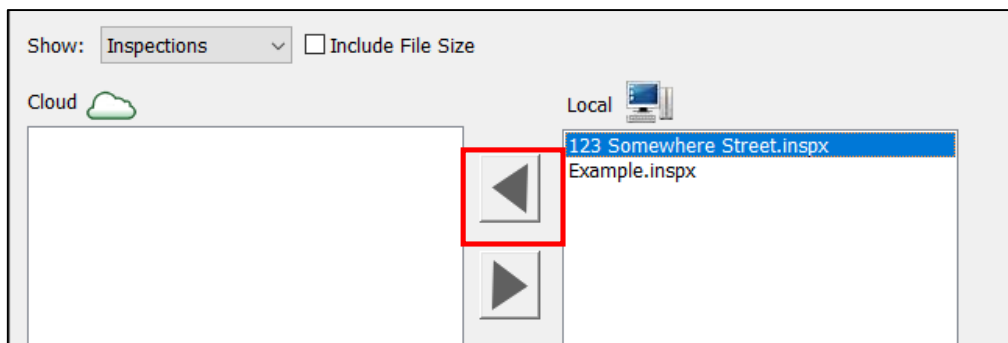 Show: Inspections Include File Size
Cloud
Local
123 Somewhere Street.inspx
Example.inspx